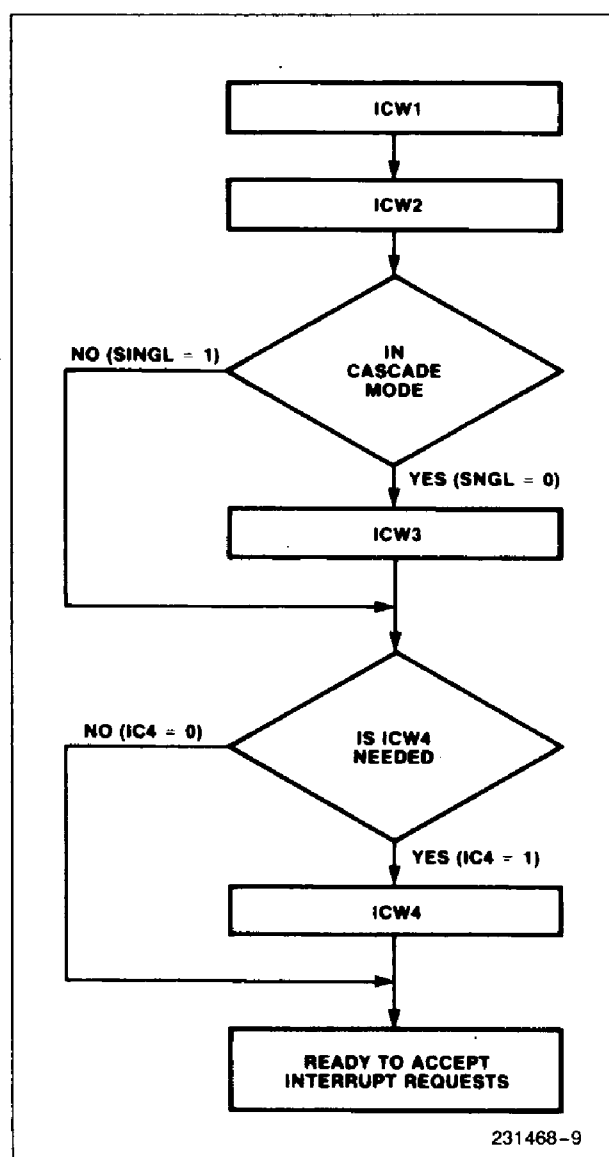 ICW1
ICW2
IN
CASCADE
MODE
NO (SINGL = 1)
YES (SNGL = 0)
ICW3
NO (IC4 = 0)
IS ICW4
NEEDED
YES (IC4 = 1)
ICW4
READY TO ACCEPT
INTERRUPT REQUESTS
231468-9